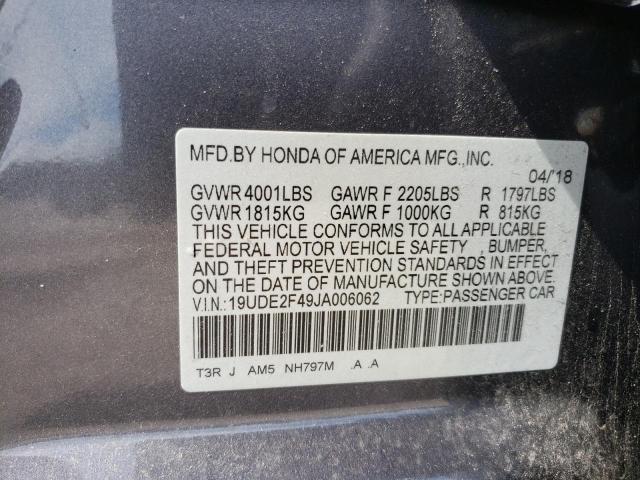 MFD.BY HONDA OF AMERICA MFG.,INC.
04/'18
GVWR 4001LBS GAWR F 2205LBS R 1797LBS
GVWR 1815KG GAWR F 1000KG R 815KG
THIS VEHICLE CONFORMS TO ALL APPLICABLE
FEDERAL MOTOR VEHICLE SAFETY , BUMPER,
AND THEFT PREVENTION STANDARDS IN EFFECT
ON THE DATE OF MANUFACTURE SHOWN ABOVE.
V.I.N.:19UDE2F49JA006062 TYPE:PASSENGER CAR
T3R J AM5 NH797M .A .A